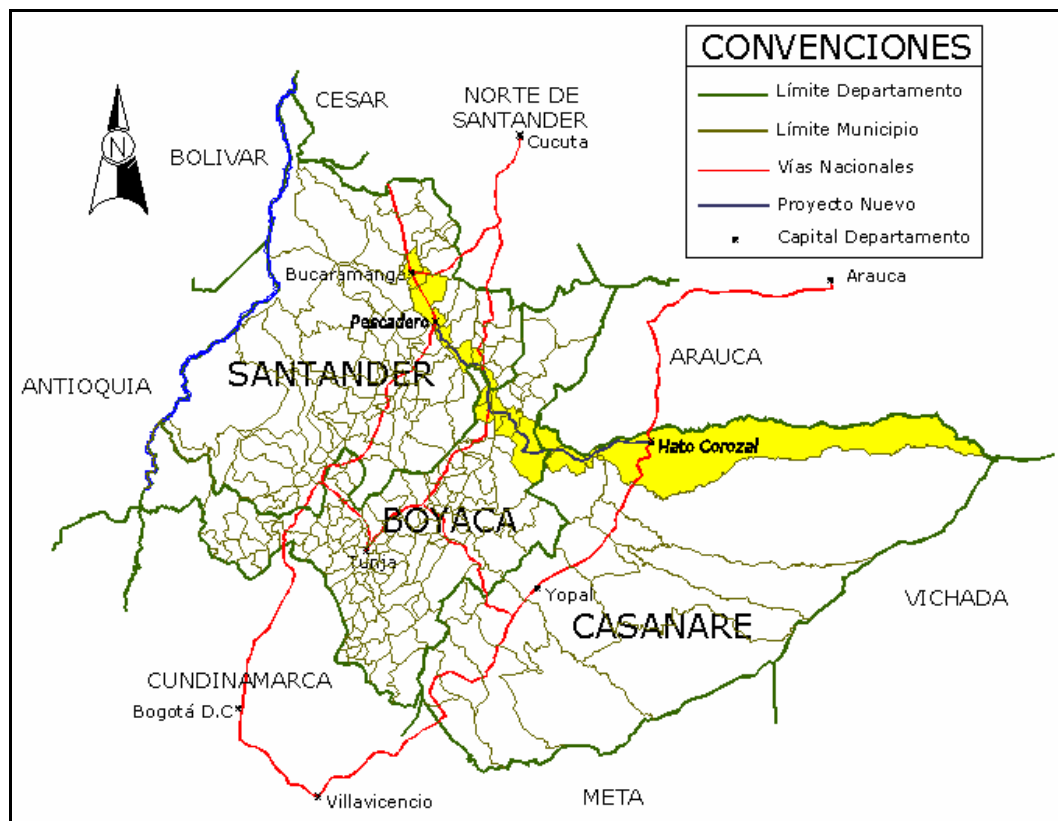 CONVENCIONES
Límite Departamento
Límite Municipio
Vías Nacionales
Proyecto Nuevo
Capital Departamento
N
CESAR
NORTE DE
SANTANDER
Cucuta
BOLIVAR
Bucaramanga
Arauca
Pescadero
ARAUCA
SANTANDER
ANTIOQUIA
Hato Corozal
BOYACA
Tunja
Yopal
VICHADA
CASANARE
CUNDINAMARCA
Bogotá D.C
META
Villavicencio